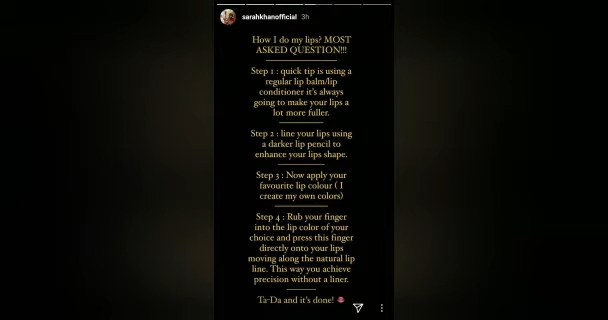 sarahkhanofficial 3h
How I do my lips? MOST
ASKED QUESTION!!!
Step 1 : quick tip is using a
regular lip balm/lip
conditioner it's always
going to make your lips a
lot more fuller.
Step 2 : line your lips using
a darker lip pencil to
enhance your lips shape.
Step 3 : Now apply your
favourite lip colour ( I
create my own colors)
Step 4 : Rub your finger
into the lip color of your
choice and press this finger
directly onto your lips
moving along the natural lip
line. This way you achieve
precision without a liner.
Ta-Da and it's done!